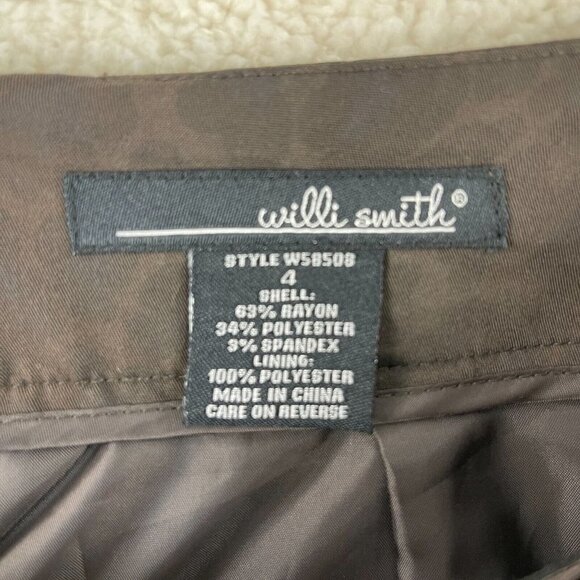 willi smith®
STYLE W58508
4
SHELL:
63% RAYON
34% POLYESTER
3% SPANDEX
LINING:
100% POLYESTER
MADE IN CHINA
CARE ON REVERSE